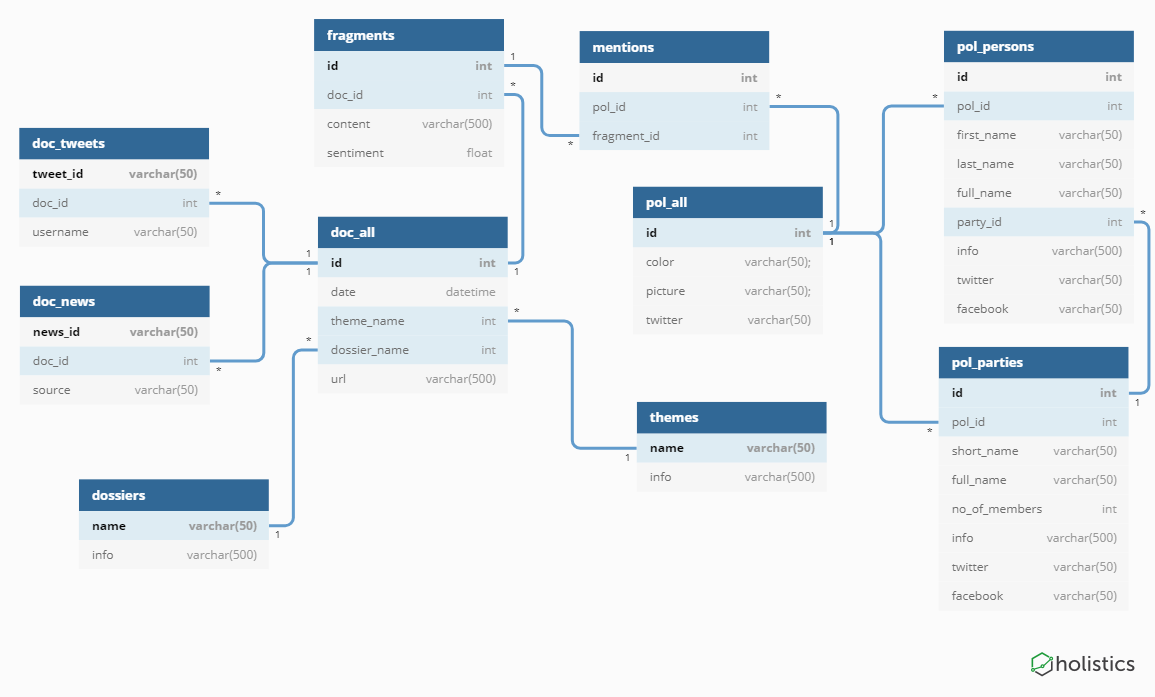 fragments
id int
doc_id int
content varchar(500)
sentiment float
1
*
mentions
id int
pol_id int
fragment_id int
*
*
pol_persons
id int
pol_id int
first_name varchar(50)
last_name varchar(50)
full_name varchar(50)
party_id int
info varchar(500)
twitter varchar(50)
facebook varchar(50)
*
*
doc_tweets
tweet_id varchar(50)
doc_id int
username varchar(50)
*
pol_all
id int
color varchar(50);
picture varchar(50);
twitter varchar(50)
1
1
doc_all
id int
date datetime
theme_name int
dossier_name int
url varchar(500)
1
1
1
*
*
doc_news
news_id varchar(50)
doc_id int
source varchar(50)
*
pol_parties
id int
pol_id int
short_name varchar(50)
full_name varchar(50)
no_of_members int
info varchar(500)
twitter varchar(50)
facebook varchar(50)
1
*
themes
name varchar(50)
info varchar(500)
1
dossiers
name varchar(50)
info varchar(500)
1
holistics